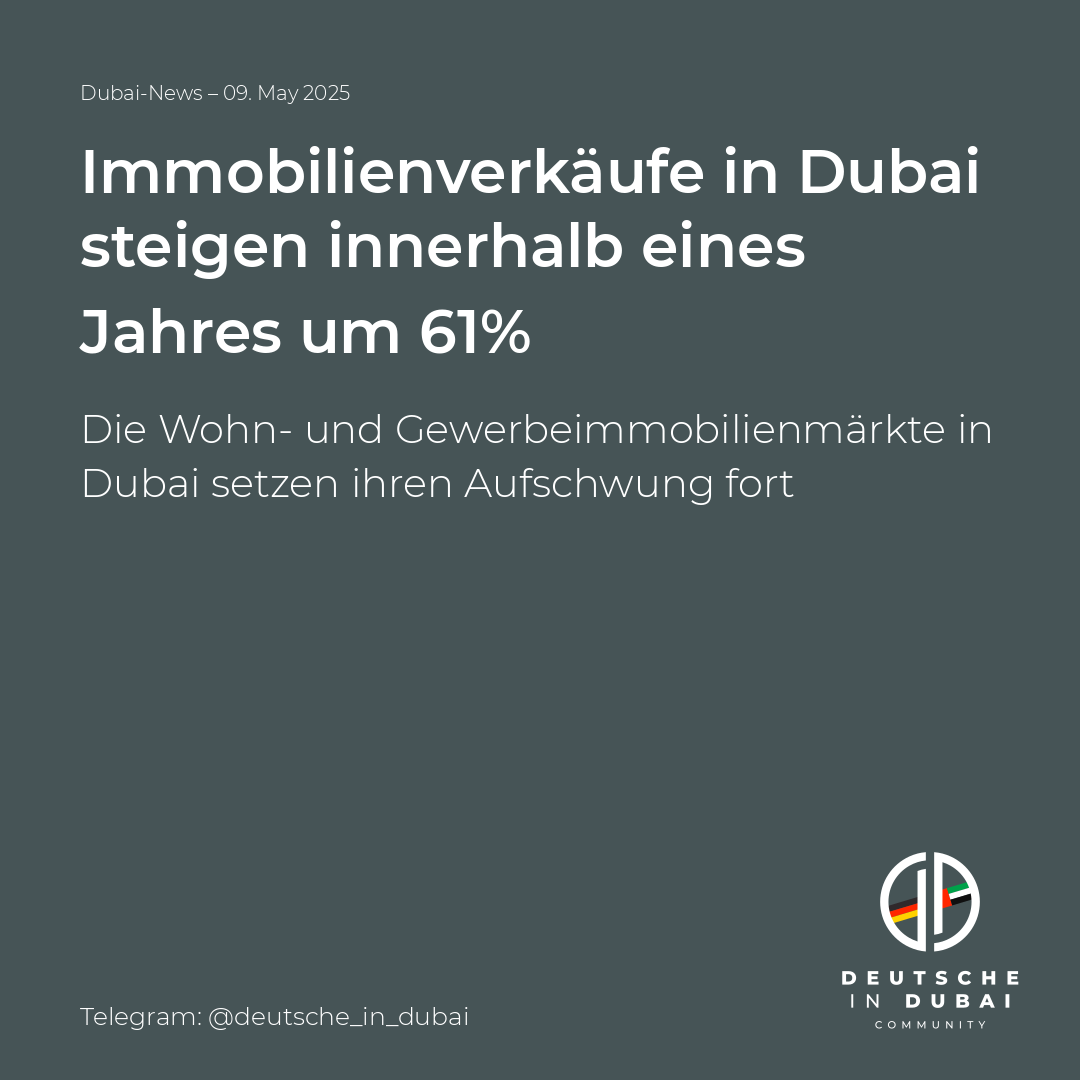 Dubai-News – 09. May 2025
Immobilienverkäufe in Dubai
steigen innerhalb eines
Jahres um 61%
Die Wohn- und Gewerbeimmobilienmärkte in
Dubai setzen ihren Aufschwung fort
DEUTSCHE
IN DUBAI
COMMUNITY
Telegram: @deutsche_in_dubai